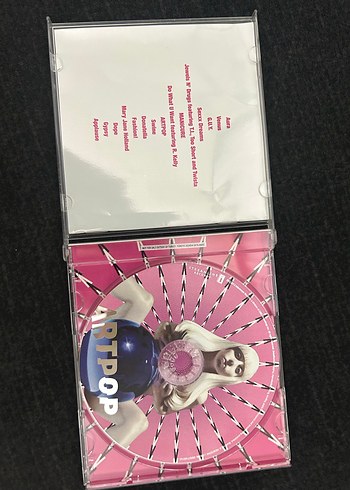 Aura
Venus
G.U.Y.
Sexxx Dreams
Jewels N' Drugs featuring T.I., Too Short and Twista
MANiCURE
Do What U Want featuring R. Kelly
ARTPOP
Swine
Donatella
Fashion!
Mary Jane Holland
Dope
Gypsy
Applause
ARTPOP